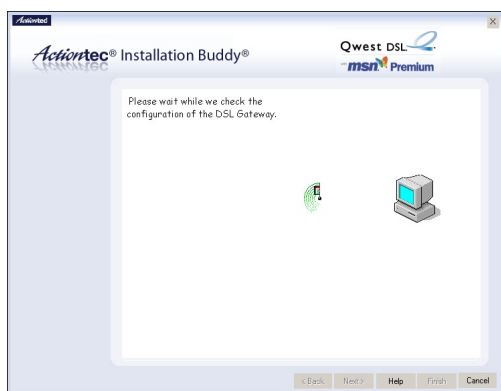 Actiontec
Actiontec® Installation Buddy®
Qwest DSL
msn Premium
Please wait while we check the
configuration of the DSL Gateway.
< Back
Next >
Help
Finish
Cancel